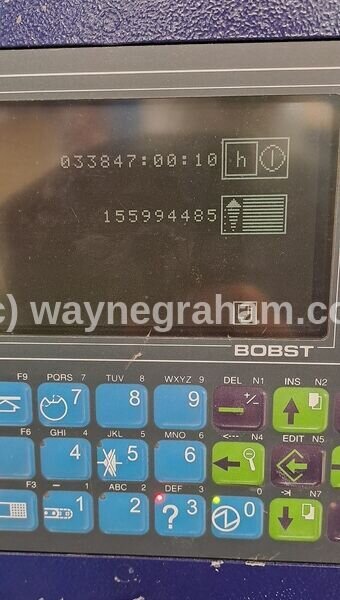 033847:00:10 h
155994485
c) waynegraham.co
BOBST
F9 PQRS 7 TUV 8 WXYZ 9 DEL N1 INS N2
7 8 9 +/-
F6 GHI 4 JKL 5 MNO 6 <--- N4 EDIT N5
4 5 6
F3 – 1 ABC 2 DEF 3 0 N7
1 2 ? 3 0